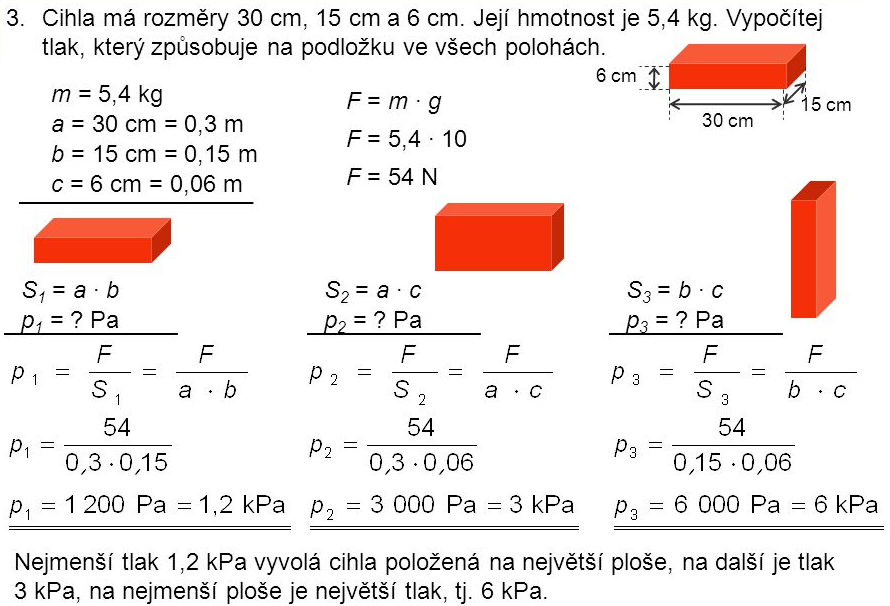 3. Cihla má rozměry 30 cm, 15 cm a 6 cm. Její hmotnost je 5,4 kg. Vypočítej
tlak, který způsobuje na podložku ve všech polohách.
6 cm
30 cm
15 cm
m = 5,4 kg
a = 30 cm = 0,3 m
b = 15 cm = 0,15 m
c = 6 cm = 0,06 m
F = m · g
F = 5,4 · 10
F = 54 N
S₁ = a · b
p₁ = ? Pa
p₁ = F / S₁ = F / a · b
p₁ = 54 / 0,3 · 0,15
p₁ = 1 200 Pa = 1,2 kPa
S₂ = a · c
p₂ = ? Pa
p₂ = F / S₂ = F / a · c
p₂ = 54 / 0,3 · 0,06
p₂ = 3 000 Pa = 3 kPa
S₃ = b · c
p₃ = ? Pa
p₃ = F / S₃ = F / b · c
p₃ = 54 / 0,15 · 0,06
p₃ = 6 000 Pa = 6 kPa
Nejmenší tlak 1,2 kPa vyvolá cihla položená na největší ploše, na další je tlak
3 kPa, na nejmenší ploše je největší tlak, tj. 6 kPa.